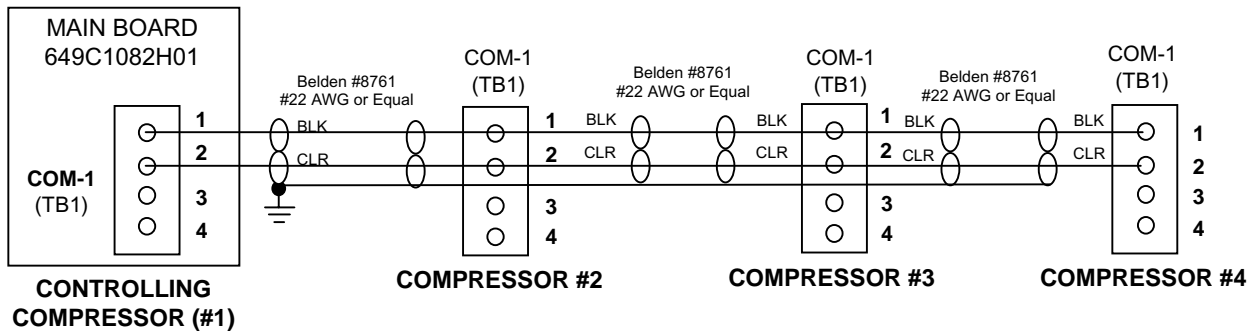 MAIN BOARD
649C1082H01
COM-1
(TB1)
1
2
3
4
CONTROLLING
COMPRESSOR (#1)
Belden #8761
#22 AWG or Equal
BLK
CLR
COM-1
(TB1)
1
2
3
4
COMPRESSOR #2
BLK
CLR
Belden #8761
#22 AWG or Equal
BLK
CLR
COM-1
(TB1)
1
2
3
4
COMPRESSOR #3
BLK
CLR
Belden #8761
#22 AWG or Equal
BLK
CLR
COM-1
(TB1)
1
2
3
4
COMPRESSOR #4